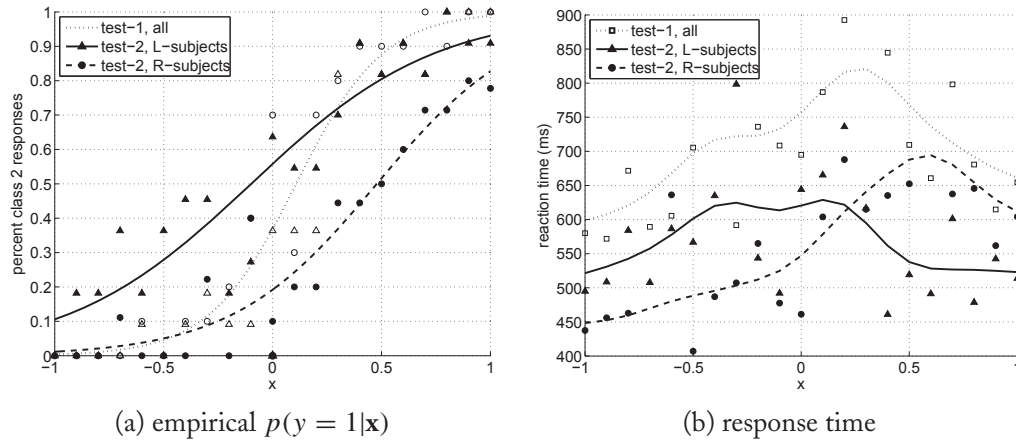 test-1, all
test-2, L-subjects
test-2, R-subjects
percent class 2 responses
1
0.9
0.8
0.7
0.6
0.5
0.4
0.3
0.2
0.1
0
−1 −0.5 0 0.5 1
x
(a) empirical p(y = 1|x)
test-1, all
test-2, L-subjects
test-2, R-subjects
reaction time (ms)
900
850
800
750
700
650
600
550
500
450
400
−1 −0.5 0 0.5 1
x
(b) response time